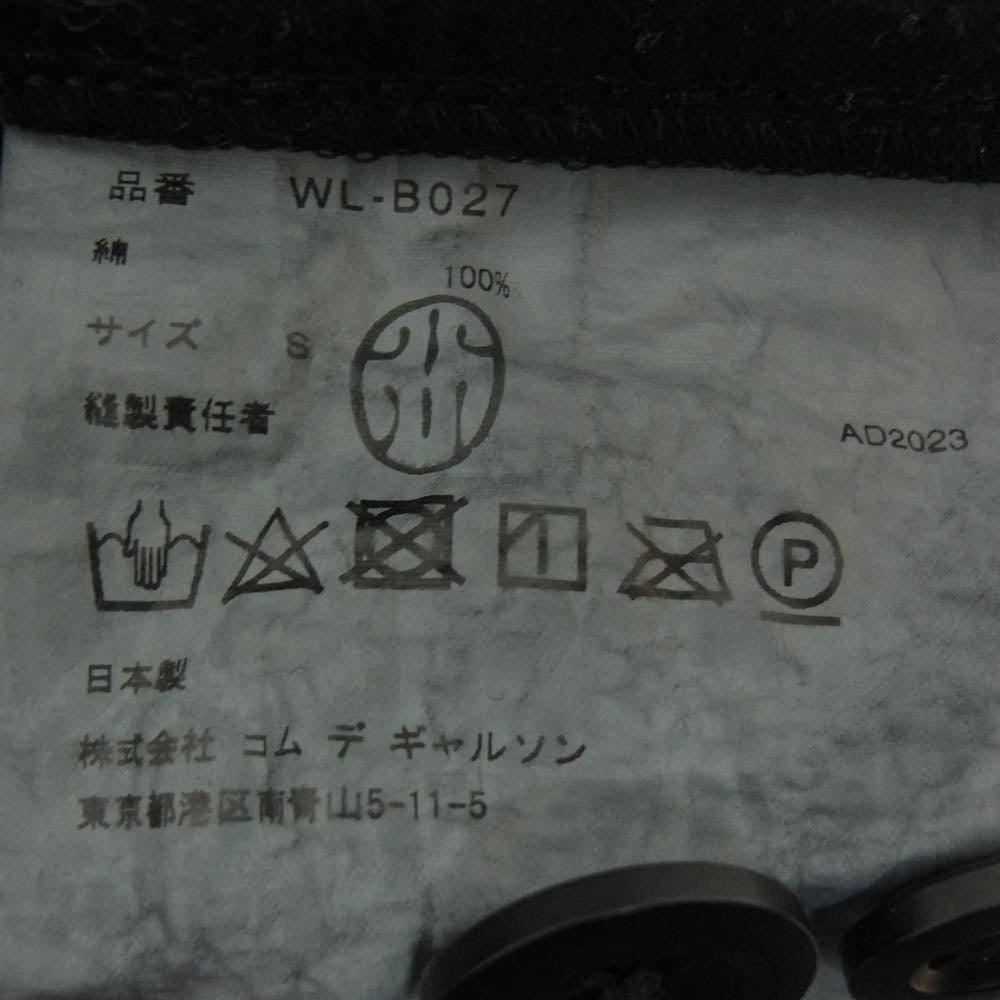 品番 WL-B027
綿 100%
サイズ S
縫製責任者
AD2023
P
日本製
株式会社 コム デ ギャルソン
東京都港区南青山5-11-5